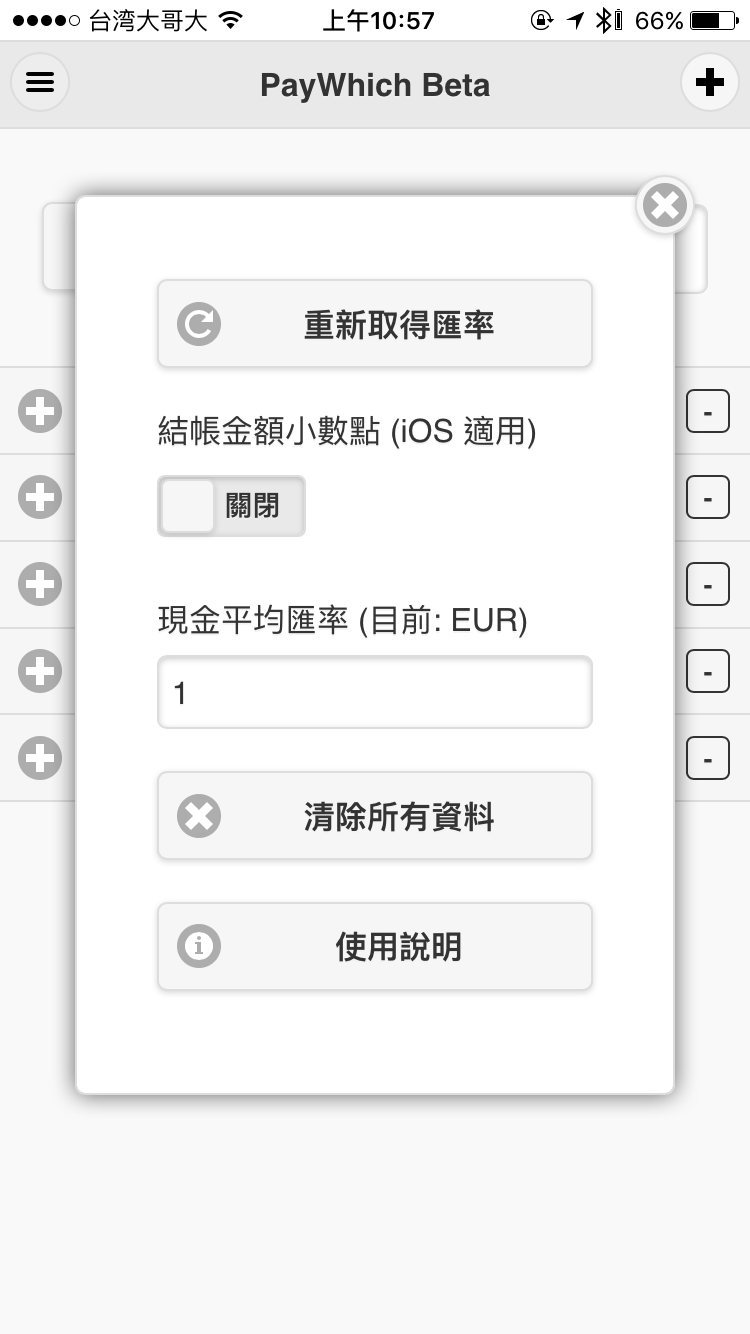 台湾大哥大 上午10:57 66%
PayWhich Beta
重新取得匯率
結帳金額小數點 (iOS 適用)
關閉
現金平均匯率 (目前: EUR)
1
清除所有資料
使用說明
-
-
-
-
-